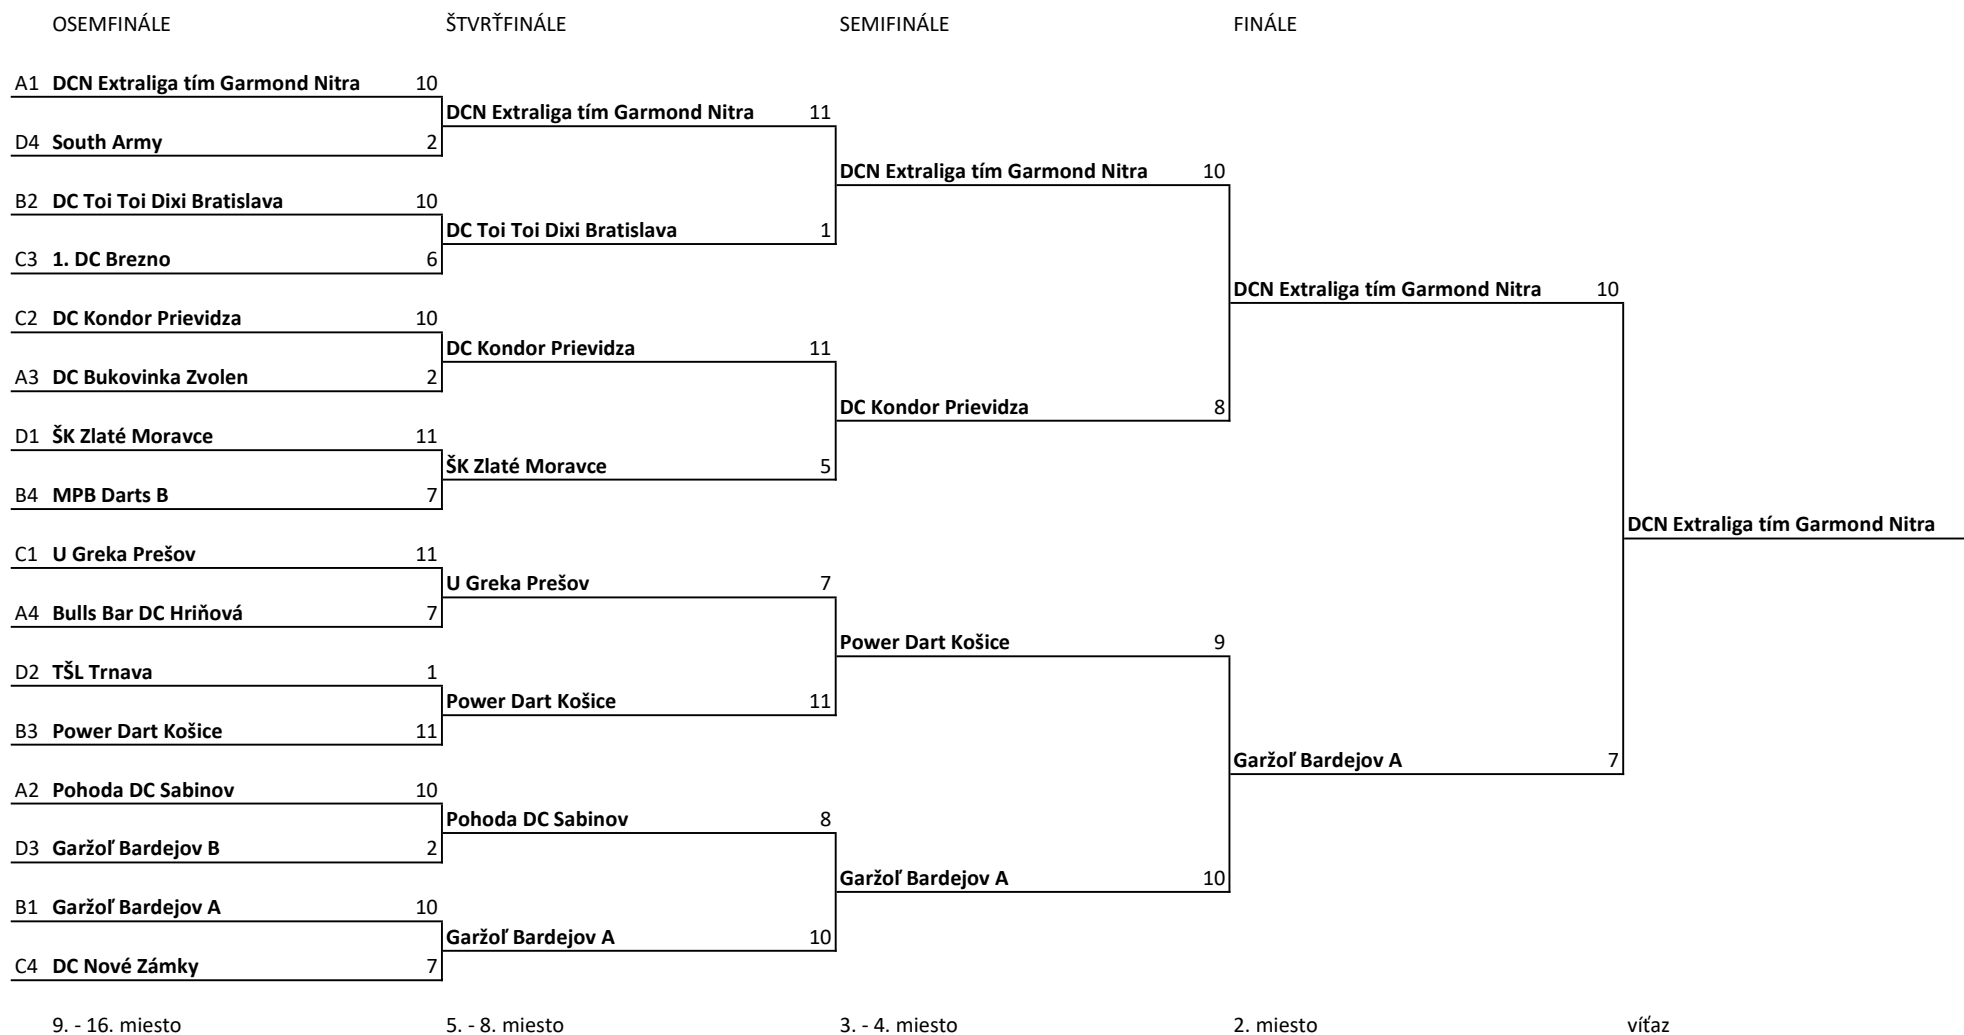 OSEMFINÁLE ŠTVRŤFINÁLE SEMIFINÁLE FINÁLE
A1 DCN Extraliga tím Garmond Nitra 10
DCN Extraliga tím Garmond Nitra 11
D4 South Army 2
DCN Extraliga tím Garmond Nitra 10
B2 DC Toi Toi Dixi Bratislava 10
DC Toi Toi Dixi Bratislava 1
C3 1. DC Brezno 6
DCN Extraliga tím Garmond Nitra 10
C2 DC Kondor Prievidza 10
DC Kondor Prievidza 11
A3 DC Bukovinka Zvolen 2
DC Kondor Prievidza 8
D1 ŠK Zlaté Moravce 11
ŠK Zlaté Moravce 5
B4 MPB Darts B 7
DCN Extraliga tím Garmond Nitra
C1 U Greka Prešov 11
U Greka Prešov 7
A4 Bulls Bar DC Hriňová 7
Power Dart Košice 9
D2 TŠL Trnava 1
Power Dart Košice 11
B3 Power Dart Košice 11
Garžoľ Bardejov A 7
A2 Pohoda DC Sabinov 10
Pohoda DC Sabinov 8
D3 Garžoľ Bardejov B 2
Garžoľ Bardejov A 10
B1 Garžoľ Bardejov A 10
Garžoľ Bardejov A 10
C4 DC Nové Zámky 7
9. - 16. miesto 5. - 8. miesto 3. - 4. miesto 2. miesto víťaz